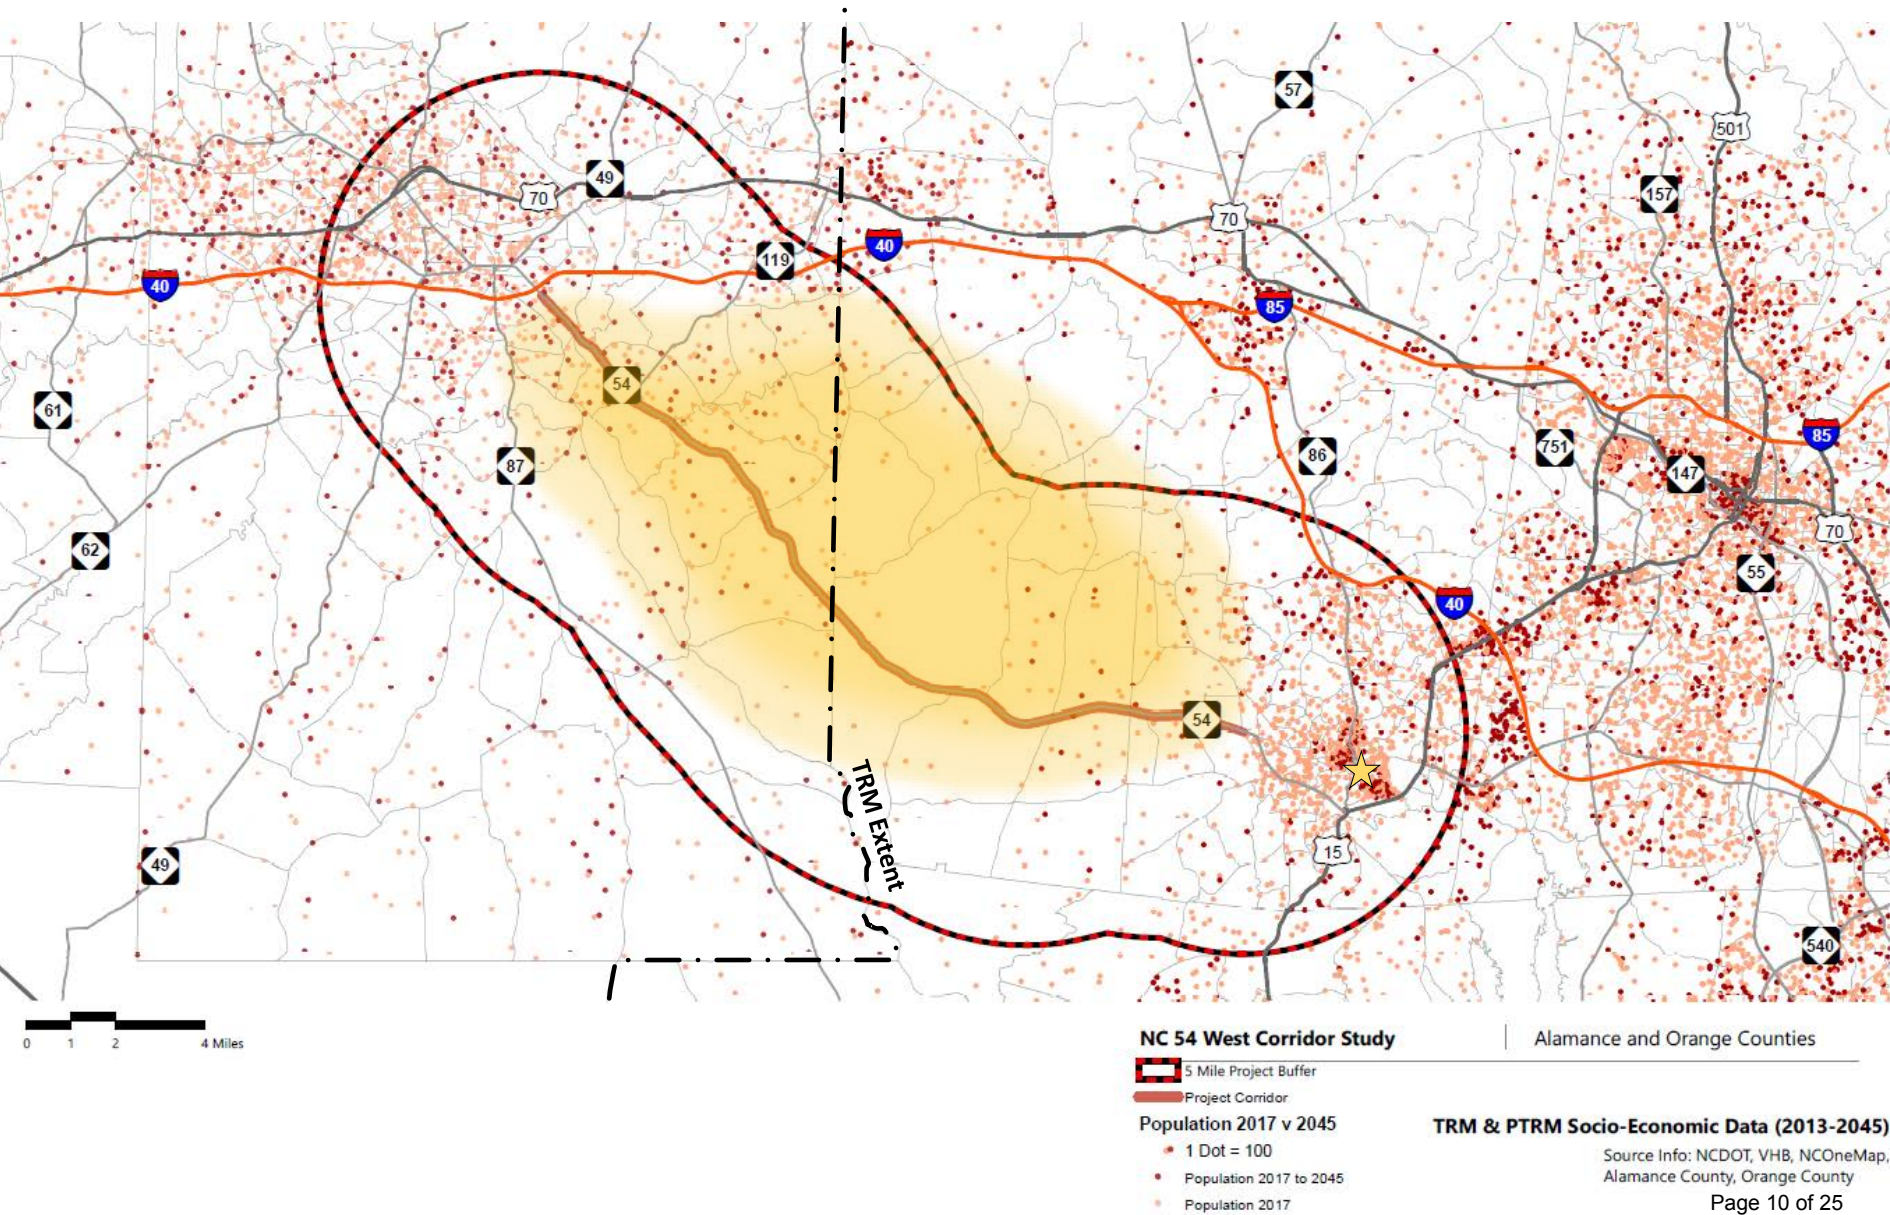 57
501
157
49
70
70
40
119
40
85
54
61
85
86
751
87
147
70
62
55
40
54
TRM Extent
15
49
540
0 1 2 4 Miles
NC 54 West Corridor Study
Alamance and Orange Counties
5 Mile Project Buffer
Project Corridor
Population 2017 v 2045
1 Dot = 100
Population 2017 to 2045
Population 2017
TRM & PTRM Socio-Economic Data (2013-2045)
Source Info: NCDOT, VHB, NCOneMap,
Alamance County, Orange County
Page 10 of 25